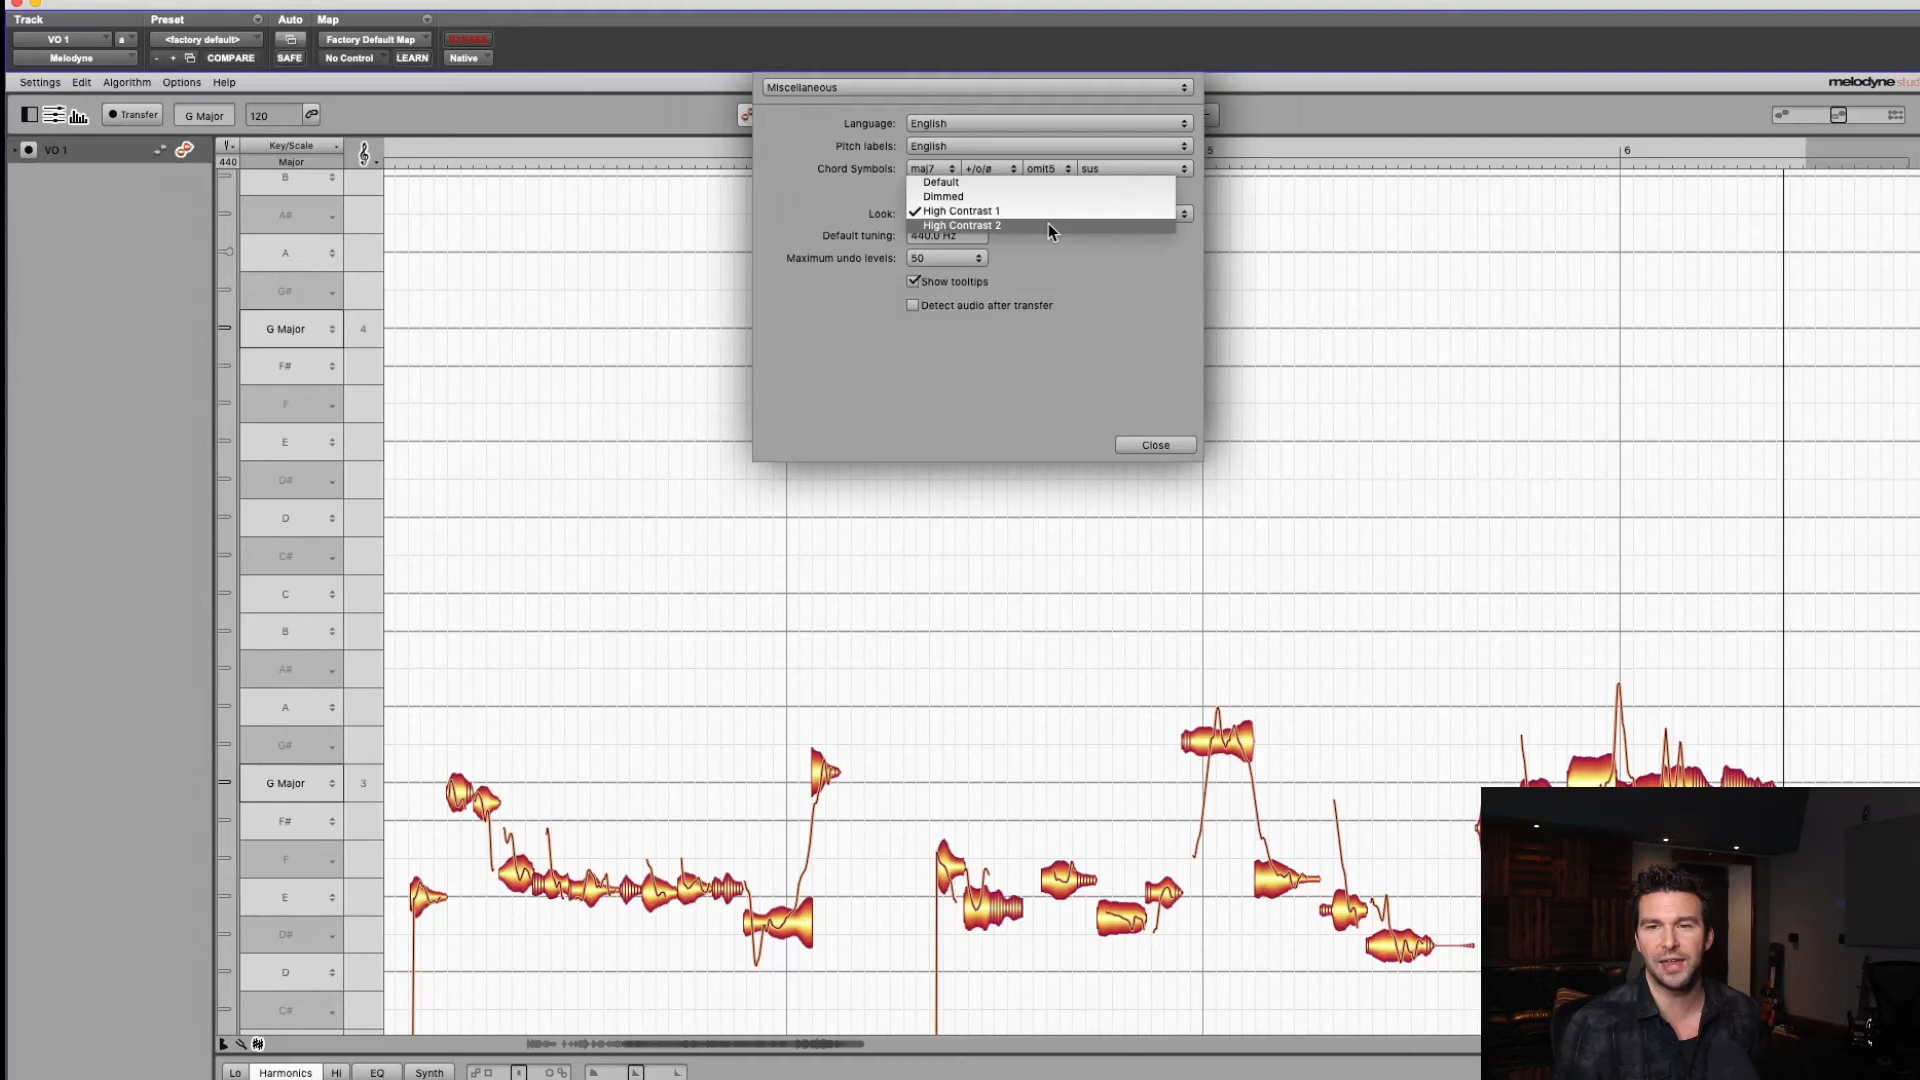 Track Preset Auto Map
VO 1 a <factory default> Factory Default Map BYPASS
Melodyne - + COMPARE SAFE No Control LEARN Native
Settings Edit Algorithm Options Help
melodyne
Transfer G Major 120
VO 1
Key/Scale
440 Major
5 6
Miscellaneous
Language: English
Pitch labels: English
Chord Symbols: maj7 +/o/ø omit5 sus
Default
Dimmed
Look: High Contrast 1
High Contrast 2
Default tuning: 440.0 Hz
Maximum undo levels: 50
Show tooltips
Detect audio after transfer
Close
B
A#
A
G#
G Major 4
F#
F
E
D#
D
C#
C
B
A#
A
G#
G Major 3
F#
F
E
D#
D
C#
Lo Harmonics Hi EQ Synth